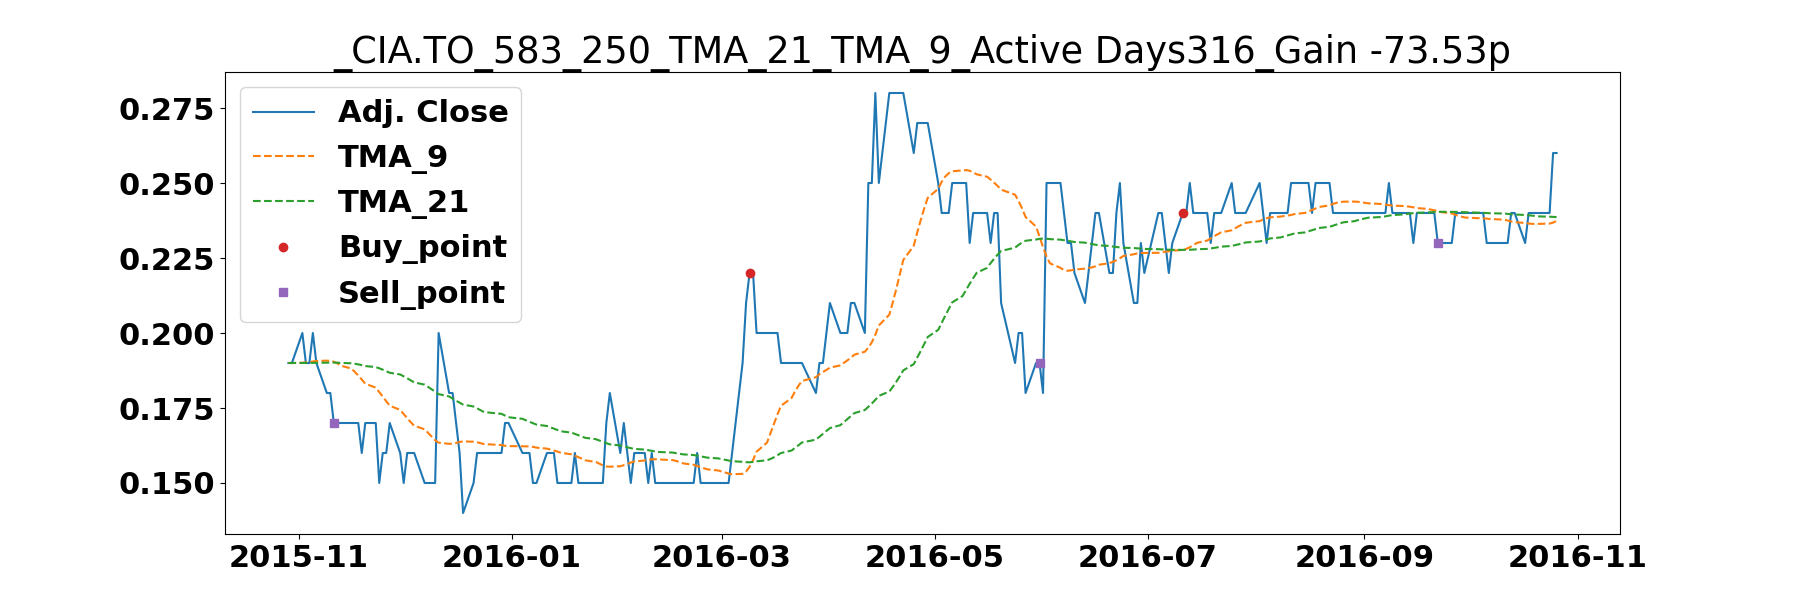 _CIA.TO_583_250_TMA_21_TMA_9_Active Days316_Gain -73.53p
0.275
0.250
0.225
0.200
0.175
0.150
Adj. Close
TMA_9
TMA_21
Buy_point
Sell_point
2015-11 2016-01 2016-03 2016-05 2016-07 2016-09 2016-11